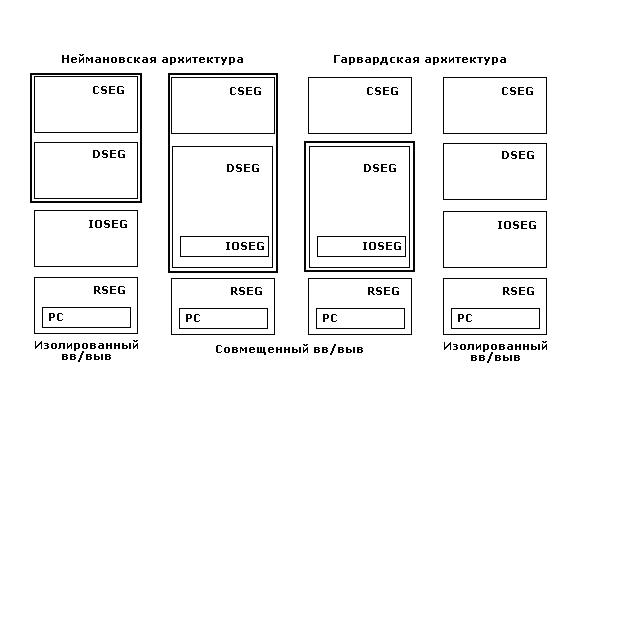 Неймановская архитектура Гарвардская архитектура
CSEG CSEG CSEG CSEG
DSEG DSEG DSEG DSEG
IOSEG IOSEG IOSEG IOSEG
RSEG RSEG RSEG RSEG
PC PC PC PC
Изолированный
вв/выв
Совмещенный вв/выв
Изолированный
вв/выв